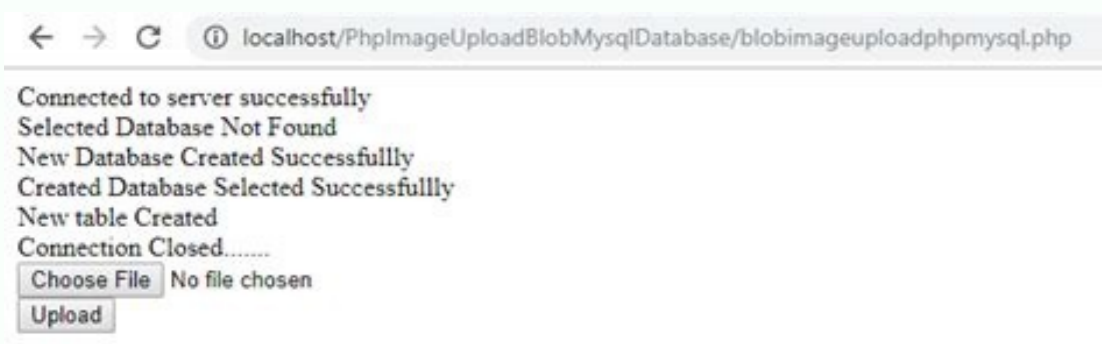 localhost/PhpImageUploadBlobMysqlDatabase/blobimageuploadphpmysql.php
Connected to server successfully
Selected Database Not Found
New Database Created Successfullly
Created Database Selected Successfullly
New table Created
Connection Closed.......
Choose File No file chosen
Upload